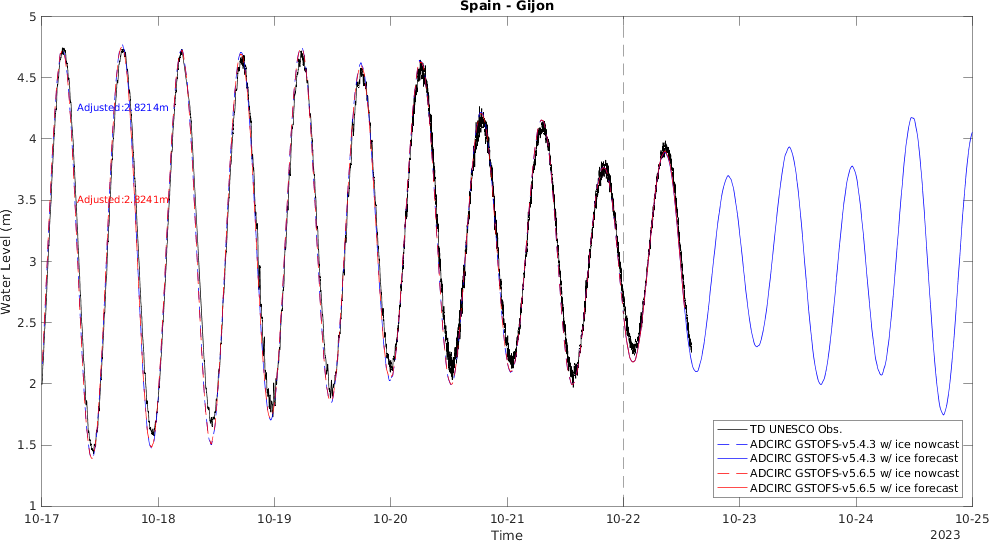 Spain - Gijon
5
4.5
4
3.5
3
2.5
2
1.5
1
Water Level (m)
Adjusted:2.8214m
Adjusted:2.8241m
TD UNESCO Obs.
ADCIRC GSTOFS-v5.4.3 w/ ice nowcast
ADCIRC GSTOFS-v5.4.3 w/ ice forecast
ADCIRC GSTOFS-v5.6.5 w/ ice nowcast
ADCIRC GSTOFS-v5.6.5 w/ ice forecast
10-17 10-18 10-19 10-20 10-21 10-22 10-23 10-24 10-25
Time
2023